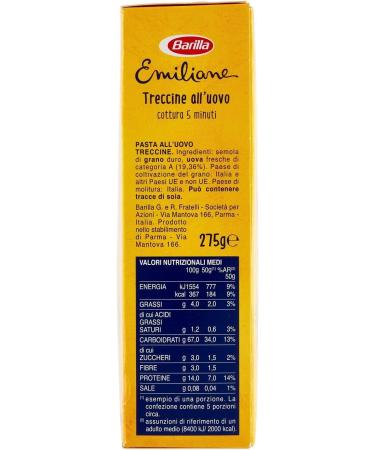 Barilla
Emiliane
Treccine all'uovo
cottura 5 minuti
PASTA ALL'UOVO
TRECCINE. Ingredienti: semola
di grano duro, uova fresche di
categoria A (19,36%). Paese di
coltivazione del grano: Italia e
altri Paesi UE e non UE. Paese di
molitura: Italia. Può contenere
tracce di soia.
Barilla G. e R. Fratelli - Società per
Azioni - Via Mantova 166, Parma -
Italia. Prodotto
nello stabilimento
di Parma - Via
Mantova 166.
275g℮
VALORI NUTRIZIONALI MEDI
100g 50g(1) %AR(2)
50g
ENERGIA kJ1554 777 9%
kcal 367 184 9%
GRASSI g 4,0 2,0 3%
di cui ACIDI
GRASSI
SATURI g 1,2 0,6 3%
CARBOIDRATI g 67,0 34,0 13%
di cui
ZUCCHERI g 3,0 1,5 2%
FIBRE g 3,0 1,5
PROTEINE g 14,0 7,0 14%
SALE g 0,08 0,04 1%
(1) esempio di una porzione. La
confezione contiene 5 porzioni
circa.
(2) assunzioni di riferimento di un
adulto medio (8400 kJ/ 2000 kcal).